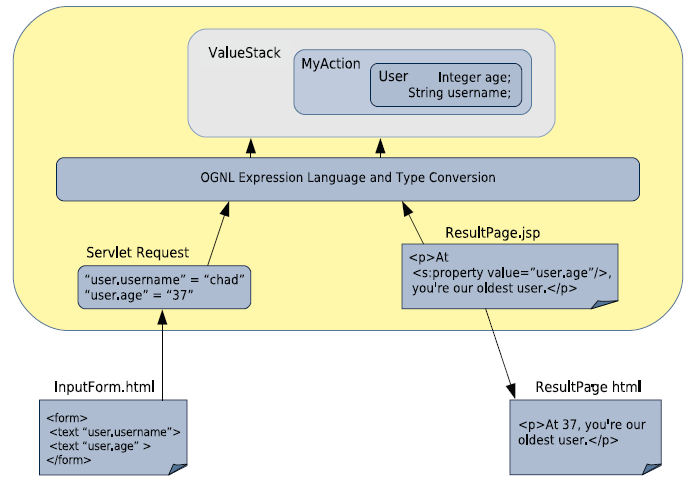 ValueStack
MyAction
User Integer age;
String username;
OGNL Expression Language and Type Conversion
Servlet Request
“user.username” = “chad”
“user.age” = “37”
ResultPage.jsp
<p>At
<s:property value=”user.age”/>,
you're our oldest user.</p>
InputForm.html
<form>
<text “user.username”>
<text “user.age” >
</form>
ResultPage html
<p>At 37, you're our
oldest user.</p>